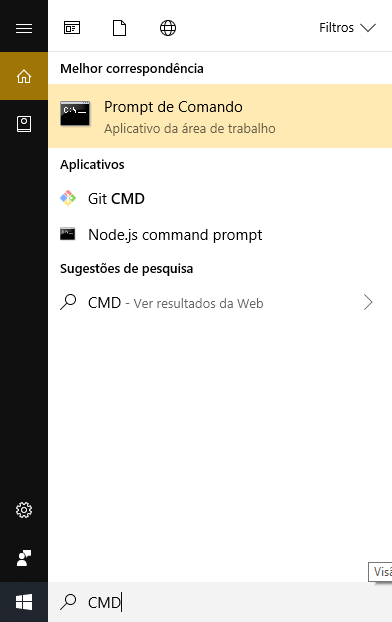 Filtros
Melhor correspondência
Prompt de Comando
Aplicativo da área de trabalho
Aplicativos
Git CMD
Node.js command prompt
Sugestões de pesquisa
CMD - Ver resultados da Web
Visã
CMD